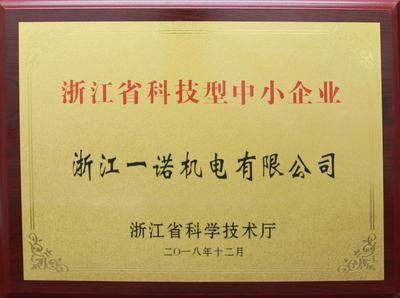 浙江省科技型中小企业
浙江一诺机电有限公司
浙江省科学技术厅
二〇一八年十二月